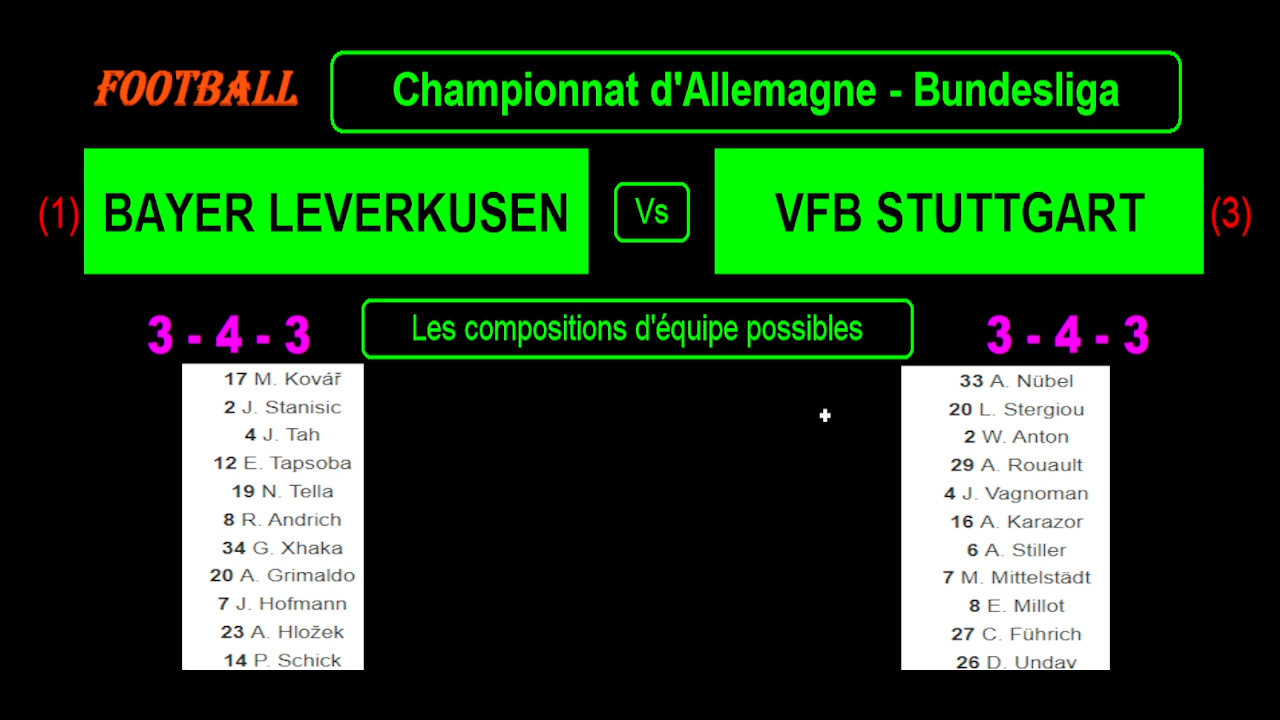 FOOTBALL
Championnat d'Allemagne - Bundesliga
(1) BAYER LEVERKUSEN Vs VFB STUTTGART (3)
3 - 4 - 3
Les compositions d'équipe possibles
3 - 4 - 3
17 M. Kovář
2 J. Stanisic
4 J. Tah
12 E. Tapsoba
19 N. Tella
8 R. Andrich
34 G. Xhaka
20 A. Grimaldo
7 J. Hofmann
23 A. Hložek
14 P. Schick
33 A. Nübel
20 L. Stergiou
2 W. Anton
29 A. Rouault
4 J. Vagnoman
16 A. Karazor
6 A. Stiller
7 M. Mittelstädt
8 E. Millot
27 C. Führich
26 D. Undav